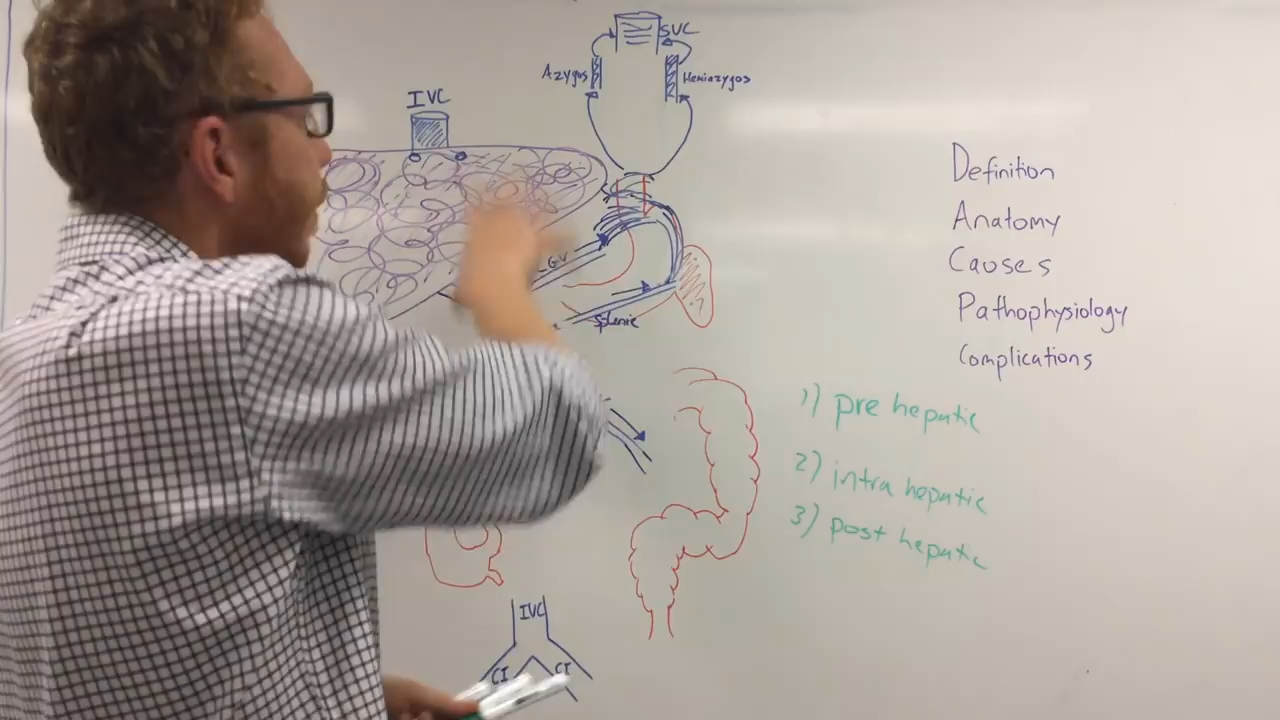 SVC
Azygos
Hemiazygos
IVC
LGV
Splenic
Definition
Anatomy
Causes
Pathophysiology
Complications
1) pre hepatic
2) intra hepatic
3) post hepatic
IVC
CI CI